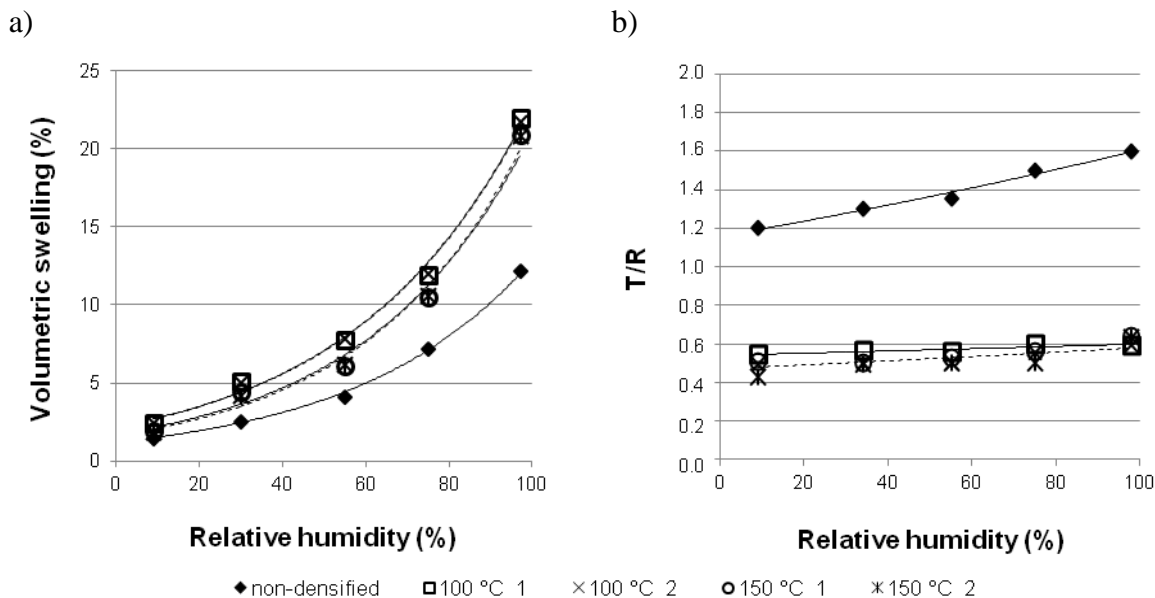 a)
b)
25
20
15
10
5
0
0 20 40 60 80 100
Volumetric swelling (%)
Relative humidity (%)
2.0
1.8
1.6
1.4
1.2
1.0
0.8
0.6
0.4
0.2
0.0
0 20 40 60 80 100
T/R
Relative humidity (%)
non-densified 100 °C 1 100 °C 2 150 °C 1 150 °C 2